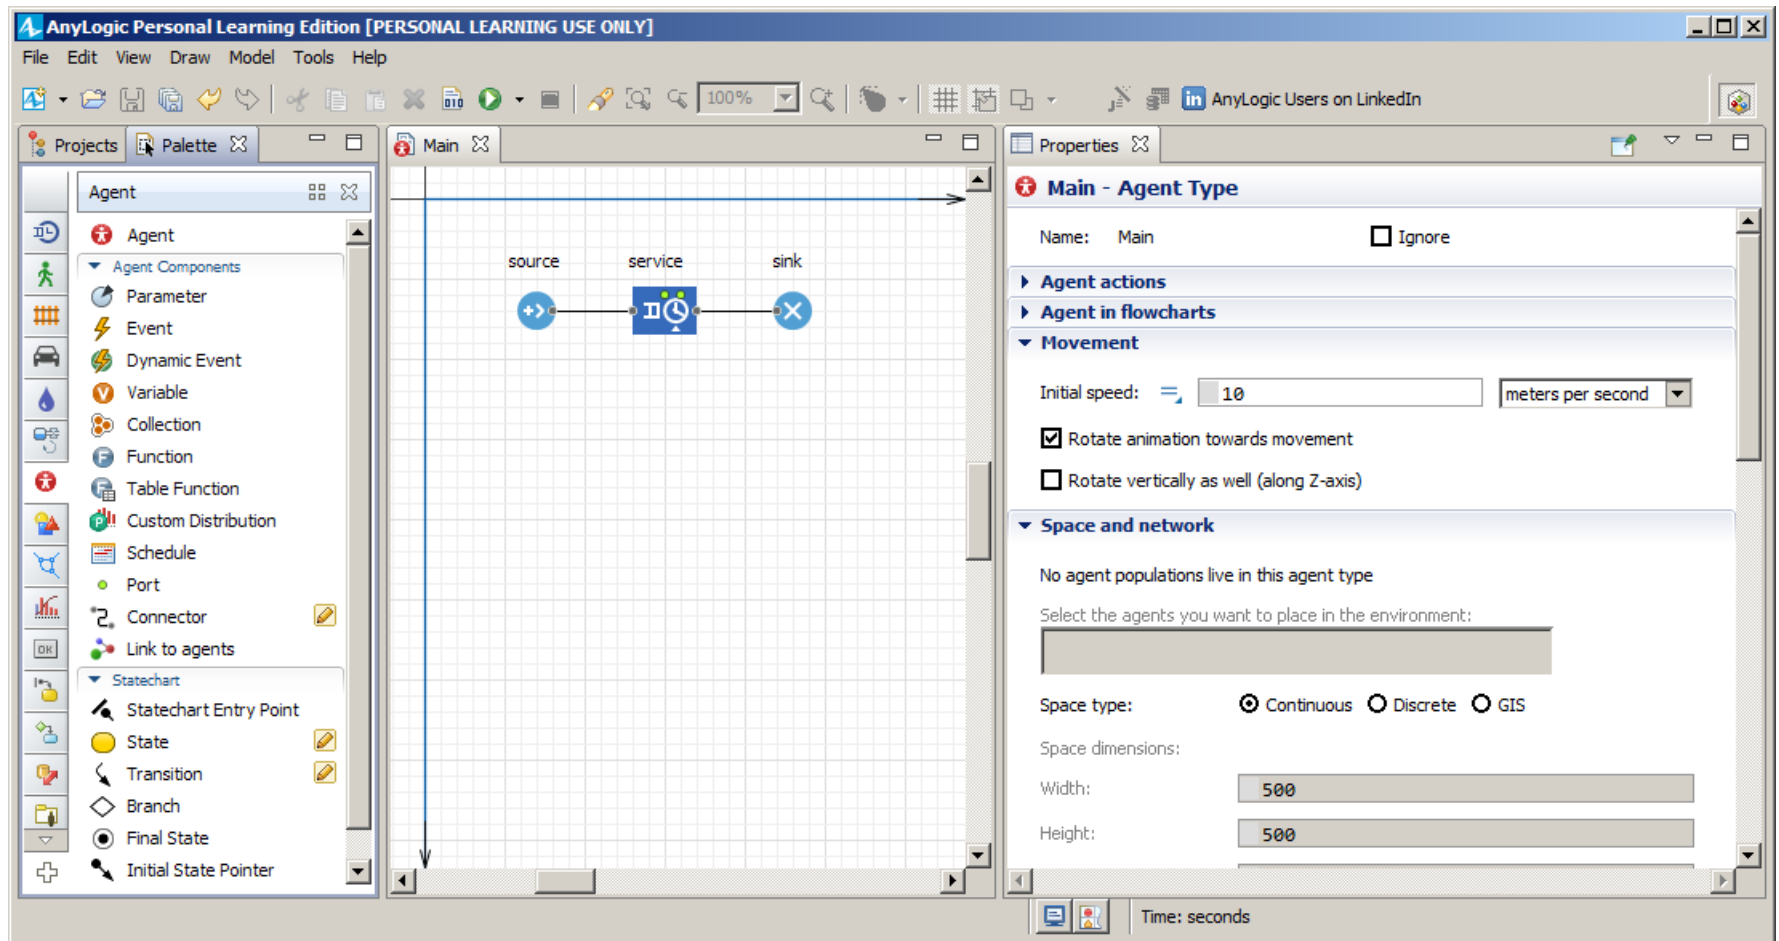 AnyLogic Personal Learning Edition [PERSONAL LEARNING USE ONLY]
File Edit View Draw Model Tools Help
100% in AnyLogic Users on LinkedIn
Projects Palette
Agent
Agent
Agent Components
Parameter
Event
Dynamic Event
Variable
Collection
Function
Table Function
Custom Distribution
Schedule
Port
Connector
Link to agents
Statechart
Statechart Entry Point
State
Transition
Branch
Final State
Initial State Pointer
OK
Main
source service sink
Properties
Main - Agent Type
Name: Main Ignore
Agent actions
Agent in flowcharts
Movement
Initial speed: 10 meters per second
Rotate animation towards movement
Rotate vertically as well (along Z-axis)
Space and network
No agent populations live in this agent type
Select the agents you want to place in the environment:
Space type: Continuous Discrete GIS
Space dimensions:
Width: 500
Height: 500
Time: seconds